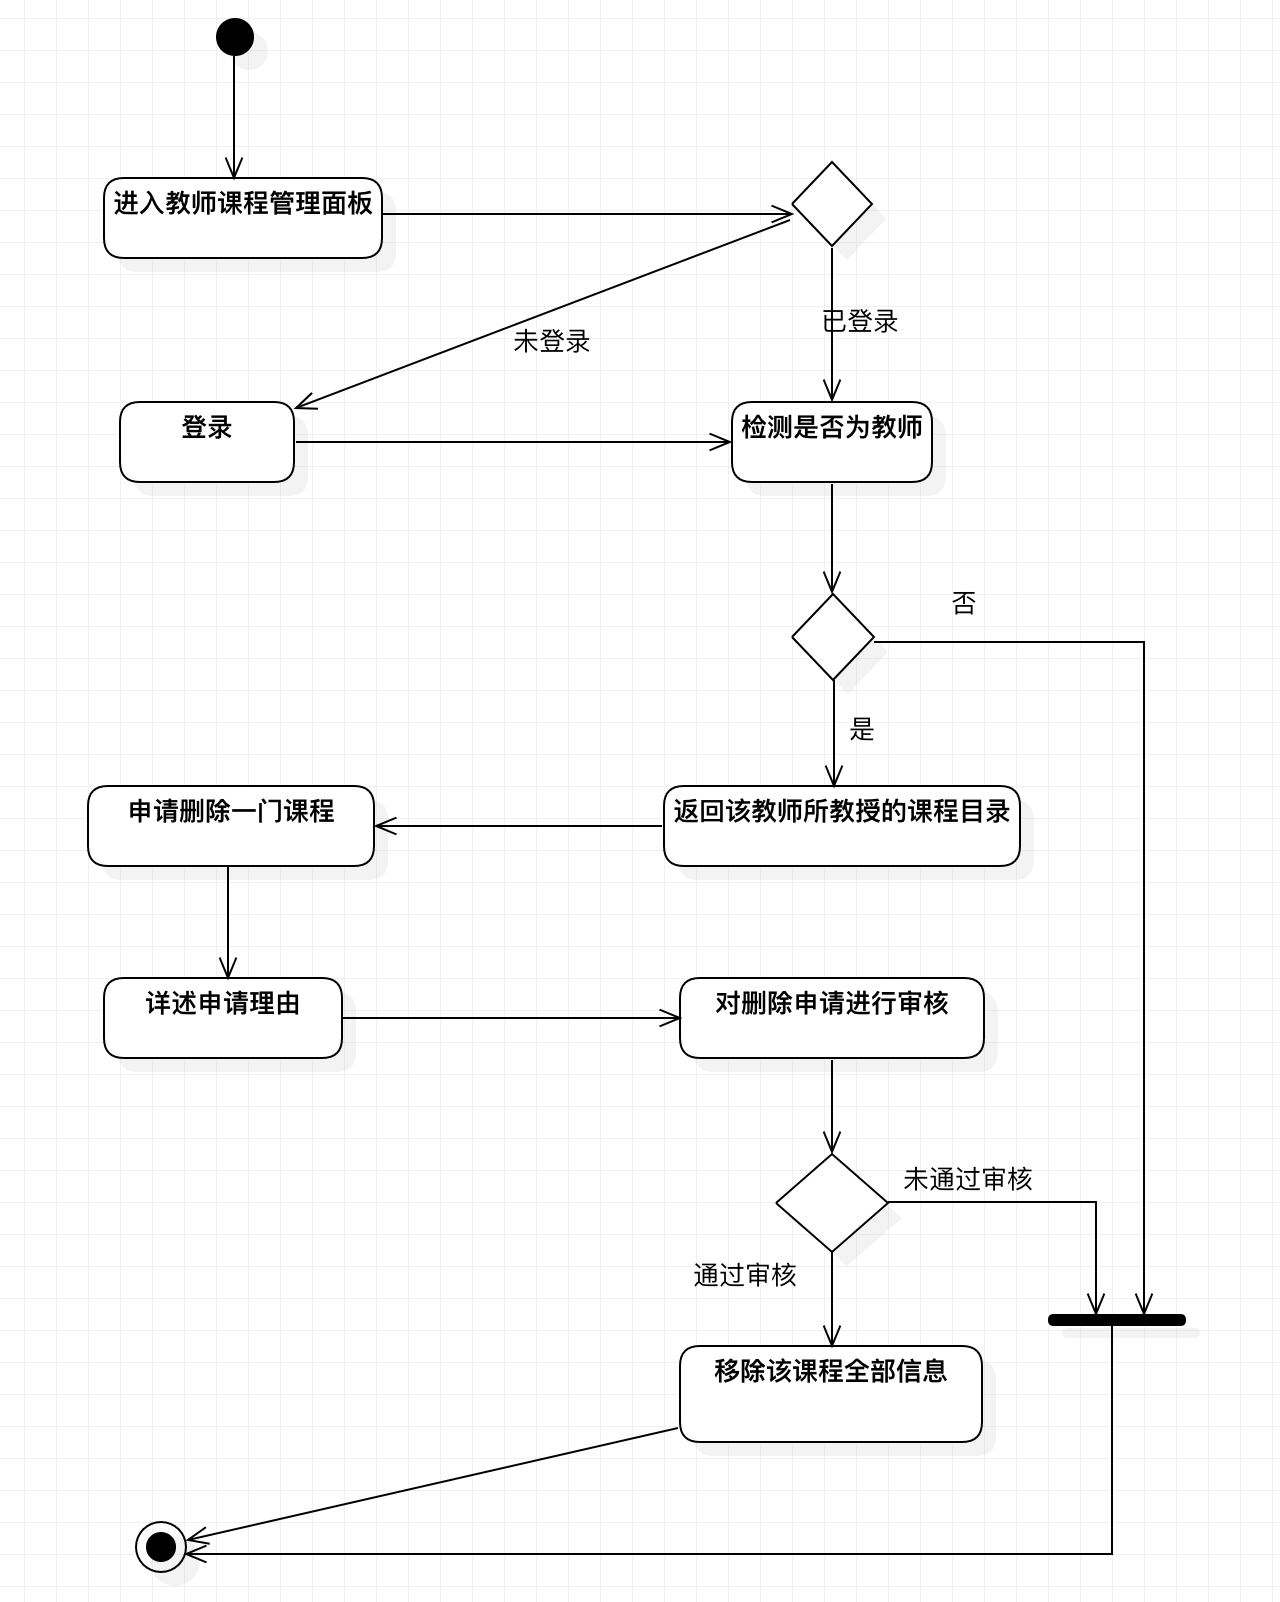 进入教师课程管理面板
已登录
未登录
登录
检测是否为教师
否
是
申请删除一门课程
返回该教师所教授的课程目录
详述申请理由
对删除申请进行审核
未通过审核
通过审核
移除该课程全部信息